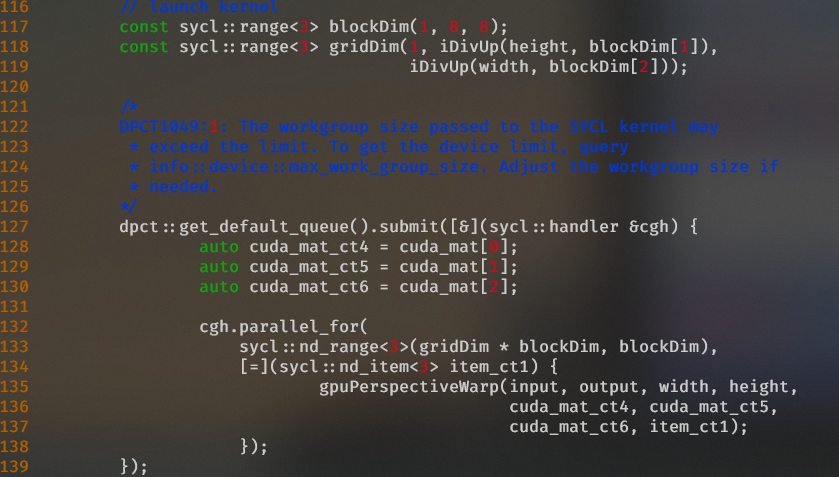 116 // launch kernel
117 const sycl::range<3> blockDim(1, 8, 8);
118 const sycl::range<3> gridDim(1, iDivUp(height, blockDim[1]),
119 iDivUp(width, blockDim[2]));
120
121 /*
122 DPCT1049:1: The workgroup size passed to the SYCL kernel may
123 * exceed the limit. To get the device limit, query
124 * info::device::max_work_group_size. Adjust the workgroup size if
125 * needed.
126 */
127 dpct::get_default_queue().submit([&](sycl::handler &cgh) {
128 auto cuda_mat_ct4 = cuda_mat[0];
129 auto cuda_mat_ct5 = cuda_mat[1];
130 auto cuda_mat_ct6 = cuda_mat[2];
131
132 cgh.parallel_for(
133 sycl::nd_range<3>(gridDim * blockDim, blockDim),
134 [=](sycl::nd_item<3> item_ct1) {
135 gpuPerspectiveWarp(input, output, width, height,
136 cuda_mat_ct4, cuda_mat_ct5,
137 cuda_mat_ct6, item_ct1);
138 });
139 });